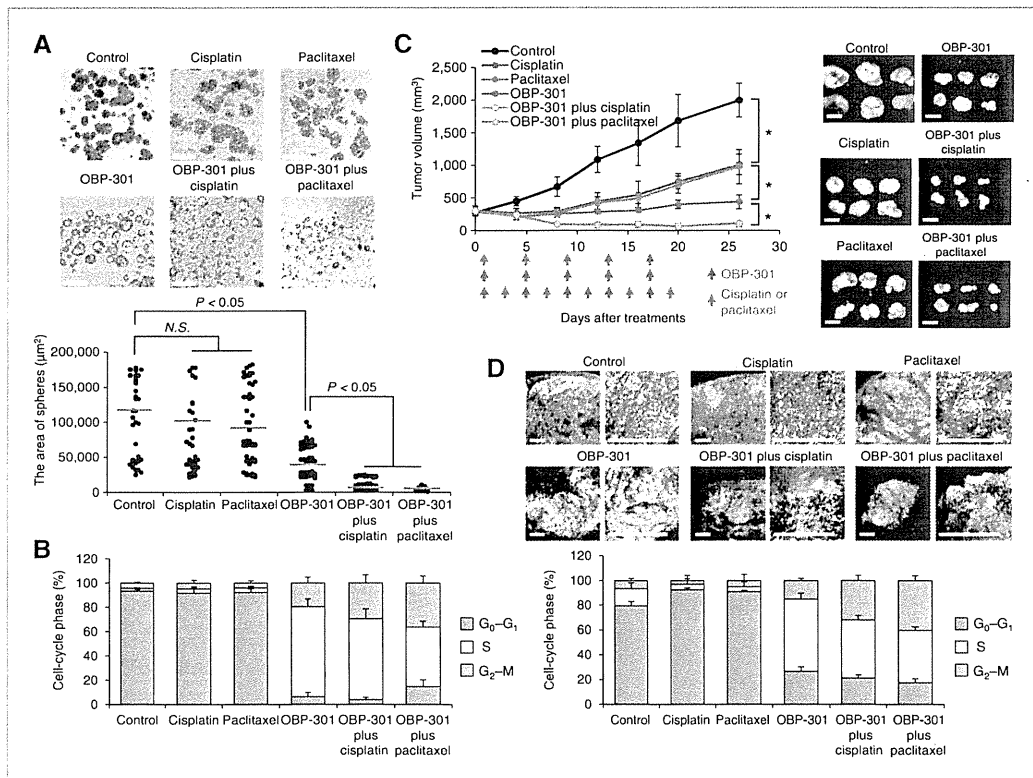 A
Control
Cisplatin
Paclitaxel
OBP-301
OBP-301 plus
cisplatin
OBP-301 plus
paclitaxel
P < 0.05
N.S.
P < 0.05
The area of spheres (µm²)
200,000
150,000
100,000
50,000
0
Control
Cisplatin
Paclitaxel
OBP-301
OBP-301
plus
cisplatin
OBP-301
plus
paclitaxel
B
Cell-cycle phase (%)
120
100
80
60
40
20
0
G₀–G₁
S
G₂–M
Control
Cisplatin
Paclitaxel
OBP-301
OBP-301
plus
cisplatin
OBP-301
plus
paclitaxel
C
Control
Cisplatin
Paclitaxel
OBP-301
OBP-301 plus cisplatin
OBP-301 plus paclitaxel
Tumor volume (mm³)
2,500
2,000
1,500
1,000
500
0
*
*
*
0
5
10
15
20
25
30
OBP-301
Cisplatin or
paclitaxel
Days after treatments
Control
OBP-301
Cisplatin
OBP-301 plus
cisplatin
Paclitaxel
OBP-301 plus
paclitaxel
D
Control
Cisplatin
Paclitaxel
OBP-301
OBP-301 plus cisplatin
OBP-301 plus paclitaxel
Cell-cycle phase (%)
120
100
80
60
40
20
0
G₀–G₁
S
G₂–M
Control
Cisplatin
Paclitaxel
OBP-301
OBP-301
plus
cisplatin
OBP-301
plus
paclitaxel